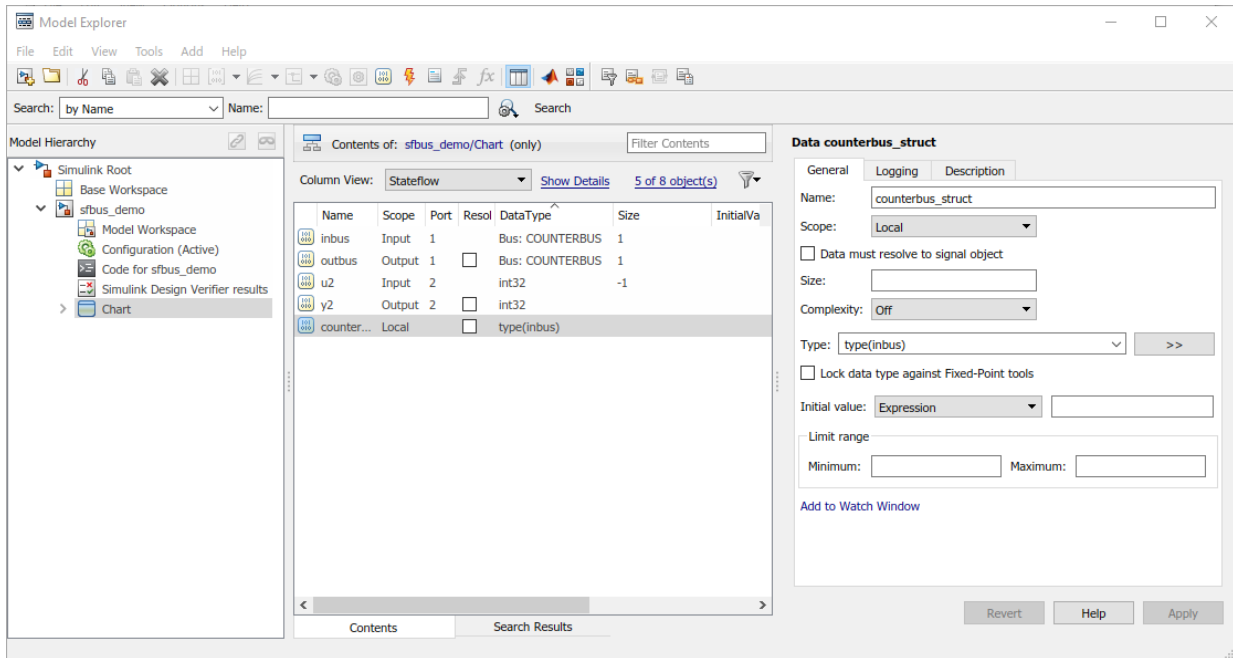 Model Explorer
File Edit View Tools Add Help
Search: by Name Name: Search
Model Hierarchy
Simulink Root
Base Workspace
sfbus_demo
Model Workspace
Configuration (Active)
Code for sfbus_demo
Simulink Design Verifier results
Chart
Contents of: sfbus_demo/Chart (only) Filter Contents
Column View: Stateflow Show Details 5 of 8 object(s)
Name Scope Port Resol DataType Size InitialVa
inbus Input 1 Bus: COUNTERBUS 1
outbus Output 1 Bus: COUNTERBUS 1
u2 Input 2 int32 -1
y2 Output 2 int32
counter... Local type(inbus)
Contents Search Results
Data counterbus_struct
General Logging Description
Name: counterbus_struct
Scope: Local
Data must resolve to signal object
Size:
Complexity: Off
Type: type(inbus) >>
Lock data type against Fixed-Point tools
Initial value: Expression
Limit range
Minimum: Maximum:
Add to Watch Window
Revert Help Apply